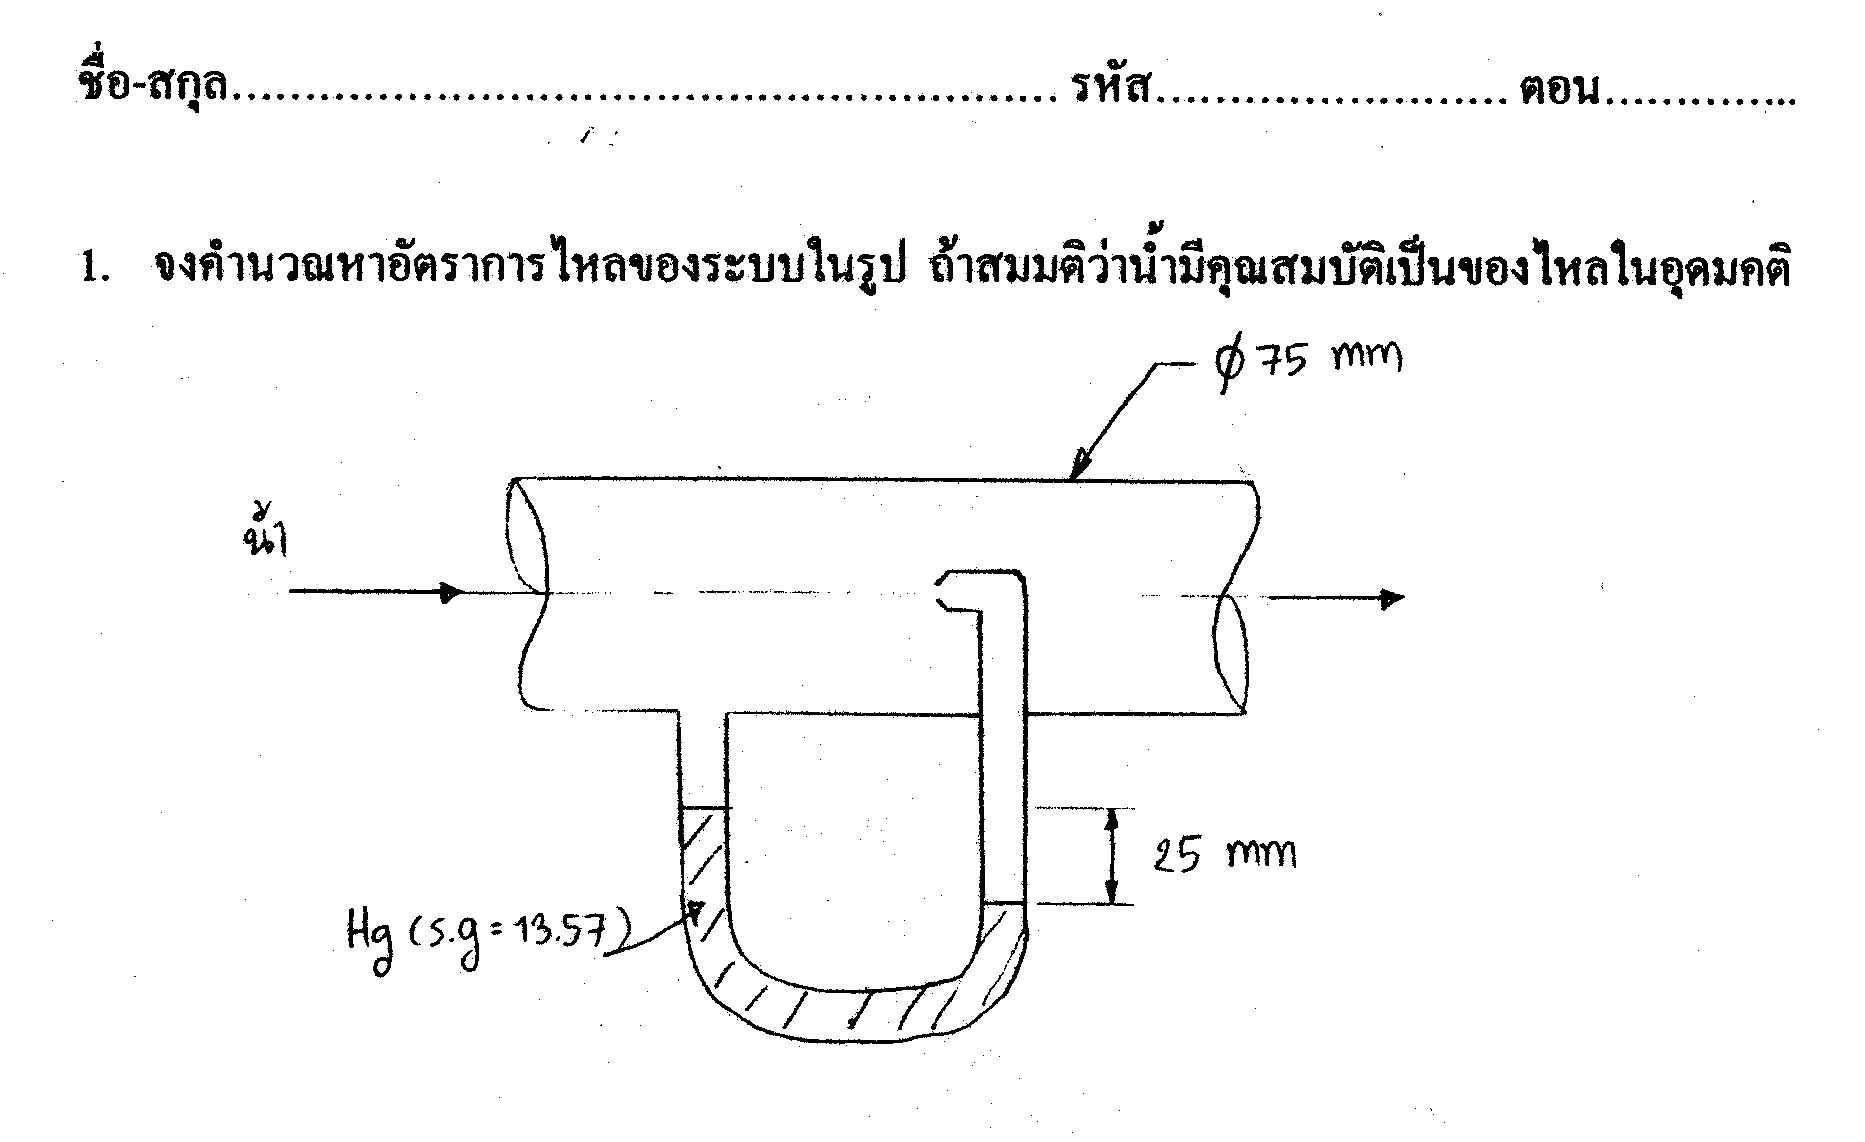 ชื่อ-สกุล.......................................................... รหัส......................... ตอน..............
1. จงคำนวณหาอัตราการไหลของระบบในรูป ถ้าสมมติว่าน้ำมีคุณสมบัติเป็นของไหลในอุดมคติ
ϕ 75 mm
น้ำ
25 mm
Hg (s.g = 13.57)